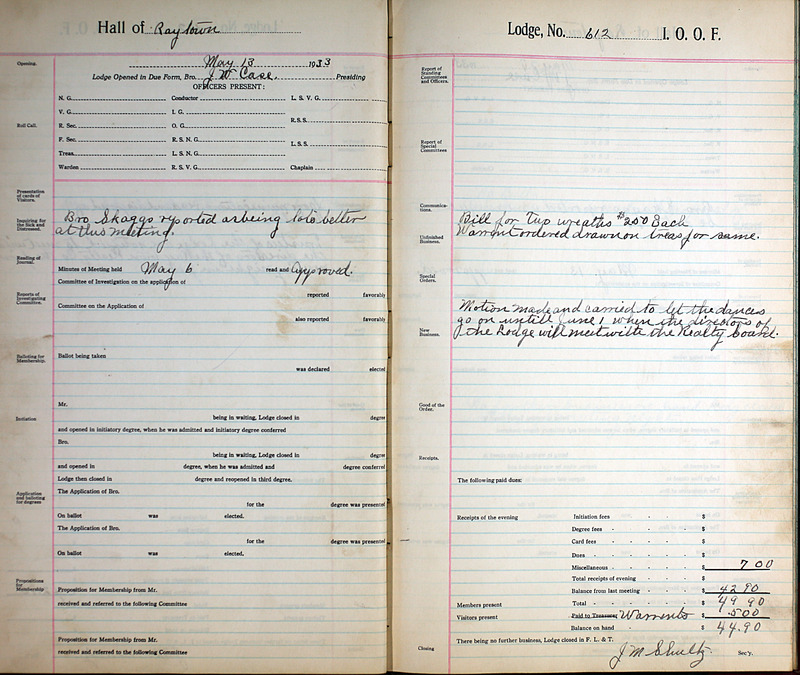 Hall of Raytown
Opening.
May 13 1933
Lodge Opened in Due Form, Bro. J W Case. Presiding
OFFICERS PRESENT:
N. G. Conductor L. S. V. G.
V. G. I. G.
R. S. S.
Roll Call.
R. Sec. O. G.
F. Sec. R. S. N. G.
L. S. S.
Treas. L. S. N. G.
Warden R. S. V. G. Chaplain
Presentation of cards of Visitors.
Inquiring for the Sick and Distressed.
Bro. Skaggs reported as being better
at this meeting.
Reading of Journal.
Minutes of Meeting held May 6 read and approved.
Committee of Investigation on the application of
Reports of Investigating Committee.
reported favorably
Committee on the Application of
also reported favorably
Balloting for Membership.
Ballot being taken
was declared elected
Mr.
Initiation
being in waiting, Lodge closed in degree
and opened in initiatory degree, when he was admitted and initiatory degree conferred
Bro.
being in waiting, Lodge closed in degree
and opened in degree, when he was admitted and degree conferred
Lodge then closed in degree and reopened in third degree.
Application and balloting for degrees
The Application of Bro.
for the degree was presented
On ballot was elected.
The Application of Bro.
for the degree was presented
On ballot was elected.
Propositions for Membership
Proposition for Membership from Mr.
received and referred to the following Committee
Proposition for Membership from Mr.
received and referred to the following Committee
Lodge, No. 612 I. O. O. F.
Report of Standing Committees and Officers.
Report of Special Committees
Communications.
Bill for two wreaths $2.50 Each
Warrant ordered drawn on treas for same.
Unfinished Business.
Special Orders.
Motion made and carried to let the dances
go on untill June 1, when the directors of
the Lodge will meet with the Realty board.
New Business.
Good of the Order.
Receipts.
The following paid dues:
Receipts of the evening Initiation fees $
Degree fees $
Card fees $
Dues $
Miscellaneous $ 7 00
Total receipts of evening $
Balance from last meeting $ 42 90
Members present Total $ 49 90
Visitors present Paid to Treasurer Warrents $ 5 00
Balance on hand $ 44.90
There being no further business, Lodge closed in F. L. & T.
Closing J M Shultz. Sec'y.